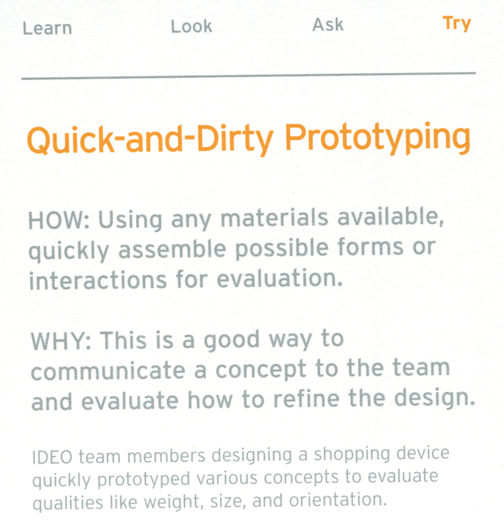 Learn Look Ask Try
Quick-and-Dirty Prototyping
HOW: Using any materials available,
quickly assemble possible forms or
interactions for evaluation.
WHY: This is a good way to
communicate a concept to the team
and evaluate how to refine the design.
IDEO team members designing a shopping device
quickly prototyped various concepts to evaluate
qualities like weight, size, and orientation.